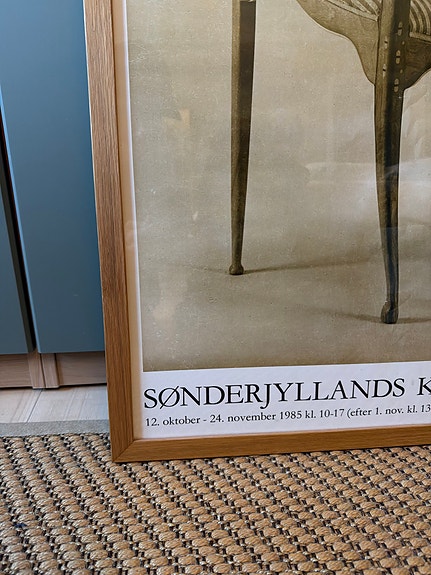 SØNDERJYLLANDS K
12. oktober - 24. november 1985 kl. 10-17 (efter 1. nov. kl. 13